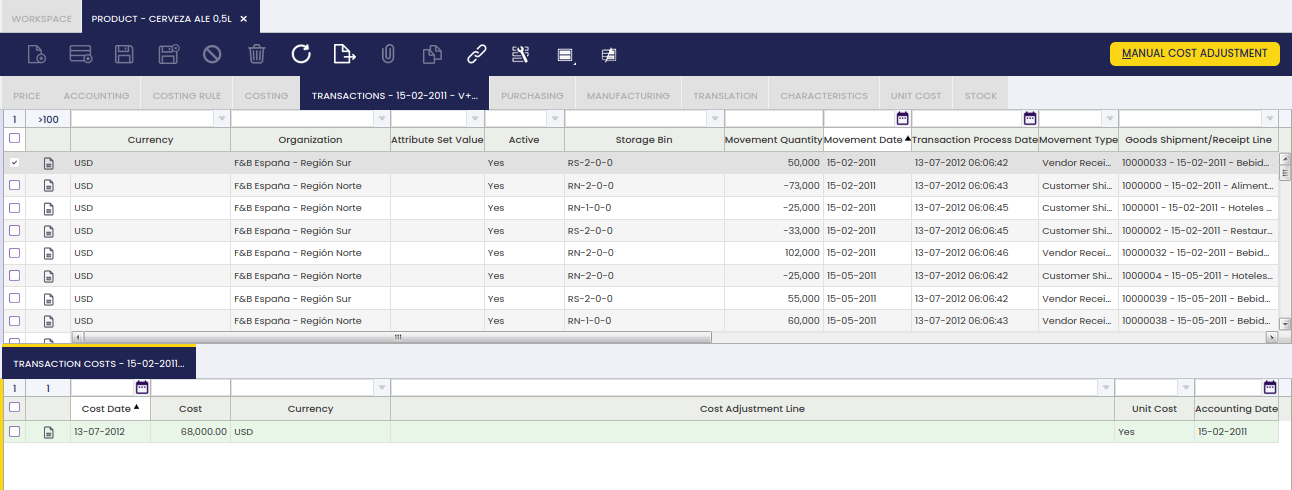 WORKSPACE PRODUCT - CERVEZA ALE 0,5L ×
MANUAL COST ADJUSTMENT
PRICE ACCOUNTING COSTING RULE COSTING TRANSACTIONS - 15-02-2011 - V+... PURCHASING MANUFACTURING TRANSLATION CHARACTERISTICS UNIT COST STOCK
1 >100
Currency Organization Attribute Set Value Active Storage Bin Movement Quantity Movement Date Transaction Process Date Movement Type Goods Shipment/Receipt Line
USD F&B España - Región Sur Yes RS-2-0-0 50,000 15-02-2011 13-07-2012 06:06:42 Vendor Recei... 10000033 - 15-02-2011 - Bebid...
USD F&B España - Región Norte Yes RN-2-0-0 -73,000 15-02-2011 13-07-2012 06:06:43 Customer Shi... 1000000 - 15-02-2011 - Aliment...
USD F&B España - Región Norte Yes RN-1-0-0 -25,000 15-02-2011 13-07-2012 06:06:45 Customer Shi... 1000001 - 15-02-2011 - Hoteles ...
USD F&B España - Región Sur Yes RS-2-0-0 -33,000 15-02-2011 13-07-2012 06:06:45 Customer Shi... 1000002 - 15-02-2011 - Restaur...
USD F&B España - Región Norte Yes RN-2-0-0 102,000 15-02-2011 13-07-2012 06:06:46 Vendor Recei... 10000032 - 15-02-2011 - Bebid...
USD F&B España - Región Norte Yes RN-2-0-0 -25,000 15-05-2011 13-07-2012 06:06:42 Customer Shi... 1000004 - 15-05-2011 - Hoteles...
USD F&B España - Región Sur Yes RS-2-0-0 55,000 15-05-2011 13-07-2012 06:06:42 Vendor Recei... 10000039 - 15-05-2011 - Bebid...
USD F&B España - Región Norte Yes RN-1-0-0 60,000 15-05-2011 13-07-2012 06:06:43 Vendor Recei... 10000038 - 15-05-2011 - Bebid...
TRANSACTION COSTS - 15-02-2011...
1 1
Cost Date Cost Currency Cost Adjustment Line Unit Cost Accounting Date
13-07-2012 68,000.00 USD Yes 15-02-2011